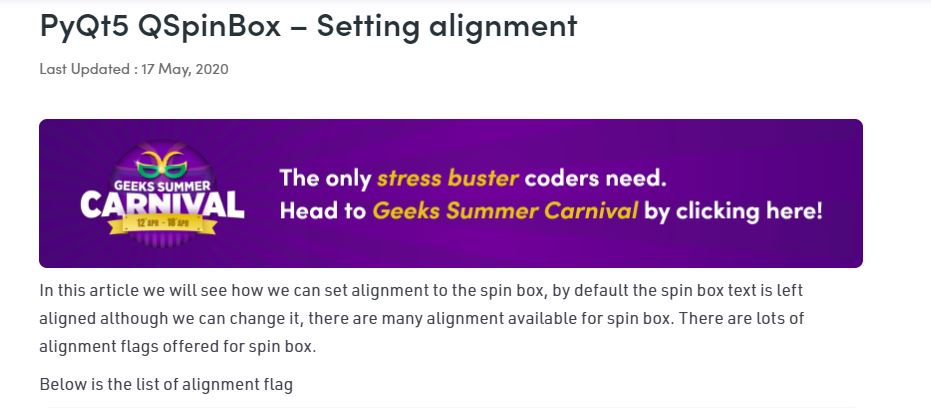 PyQt5 QSpinBox – Setting alignment
Last Updated : 17 May, 2020
GEEKS SUMMER
CARNIVAL
12 APR - 18 APR
The only stress buster coders need.
Head to Geeks Summer Carnival by clicking here!
In this article we will see how we can set alignment to the spin box, by default the spin box text is left
aligned although we can change it, there are many alignment available for spin box. There are lots of
alignment flags offered for spin box.
Below is the list of alignment flag